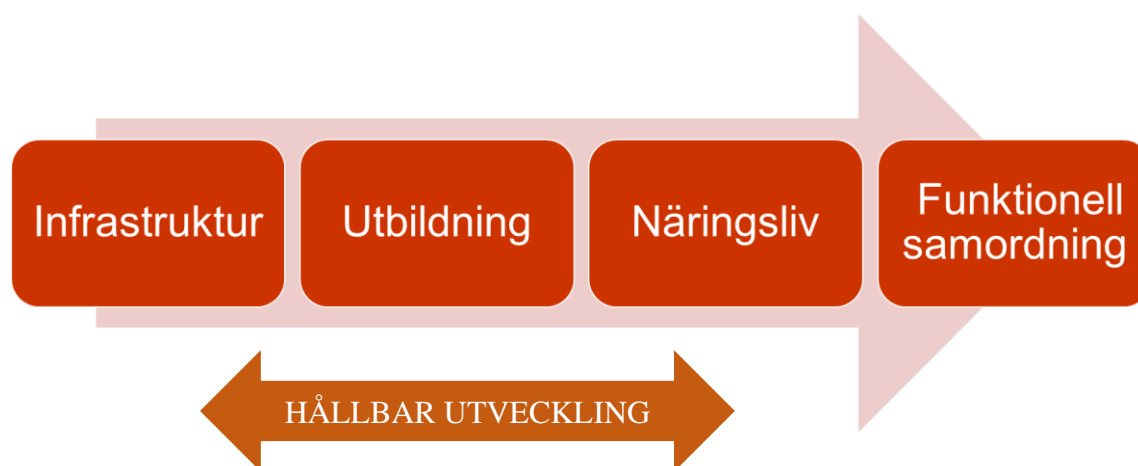 Infrastruktur
Utbildning
Näringsliv
Funktionell
samordning
HÅLLBAR UTVECKLING